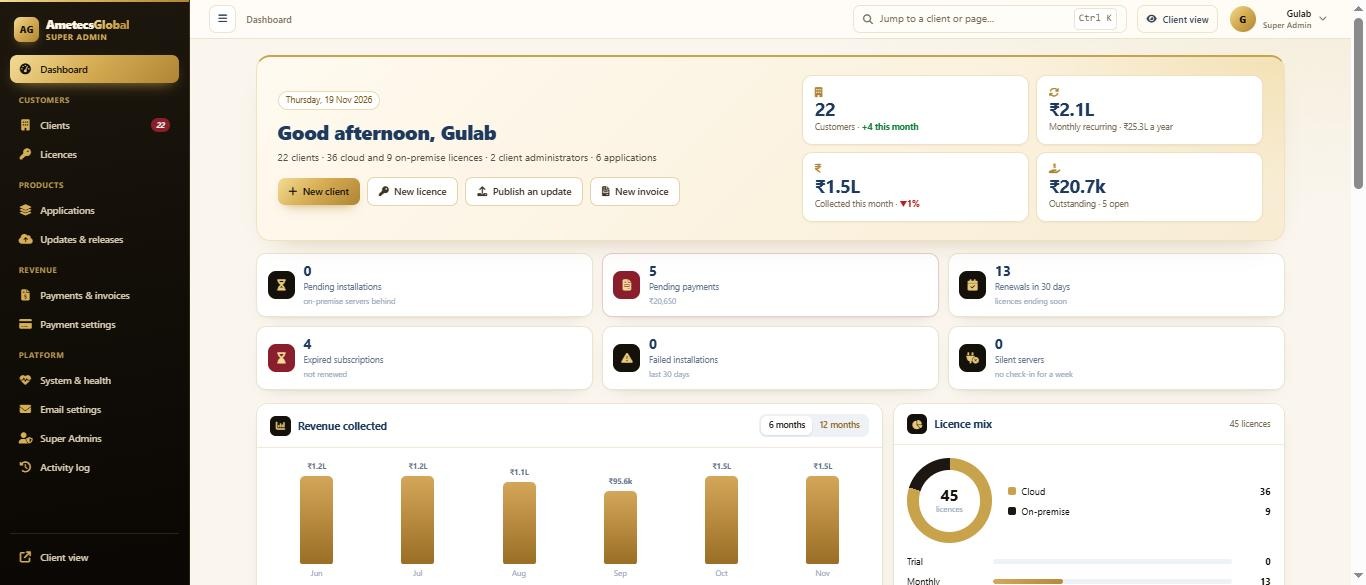 AG
AmetecsGlobal
SUPER ADMIN
Dashboard
CUSTOMERS
Clients 22
Licences
PRODUCTS
Applications
Updates & releases
REVENUE
Payments & invoices
Payment settings
PLATFORM
System & health
Email settings
Super Admins
Activity log
Client view
Dashboard
Jump to a client or page... Ctrl K
Client view
G
Gulab
Super Admin
Thursday, 19 Nov 2026
Good afternoon, Gulab
22 clients · 36 cloud and 9 on-premise licences · 2 client administrators · 6 applications
+ New client
New licence
Publish an update
New invoice
22
Customers · +4 this month
₹2.1L
Monthly recurring · ₹25.3L a year
₹
₹1.5L
Collected this month · ▼1%
₹20.7k
Outstanding · 5 open
0
Pending installations
on-premise servers behind
5
Pending payments
₹20,650
13
Renewals in 30 days
licences ending soon
4
Expired subscriptions
not renewed
0
Failed installations
last 30 days
0
Silent servers
no check-in for a week
Revenue collected
6 months 12 months
₹1.2L ₹1.2L ₹1.1L ₹95.6k ₹1.5L ₹1.5L
Jun Jul Aug Sep Oct Nov
Licence mix
45 licences
45
licences
Cloud 36
On-premise 9
Trial 0
Monthly 13